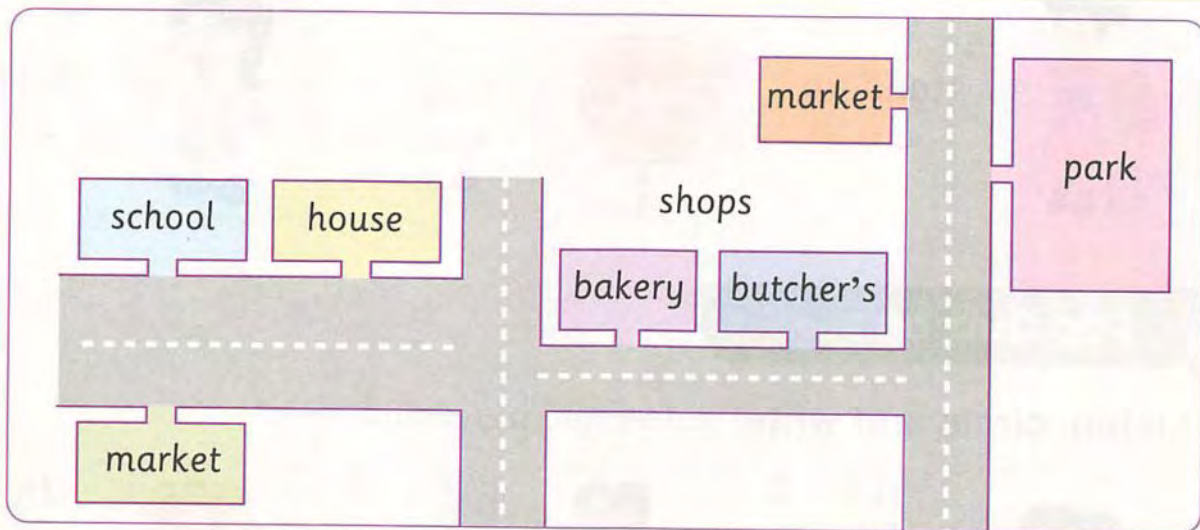 market
park
school
house
shops
bakery
butcher's
market